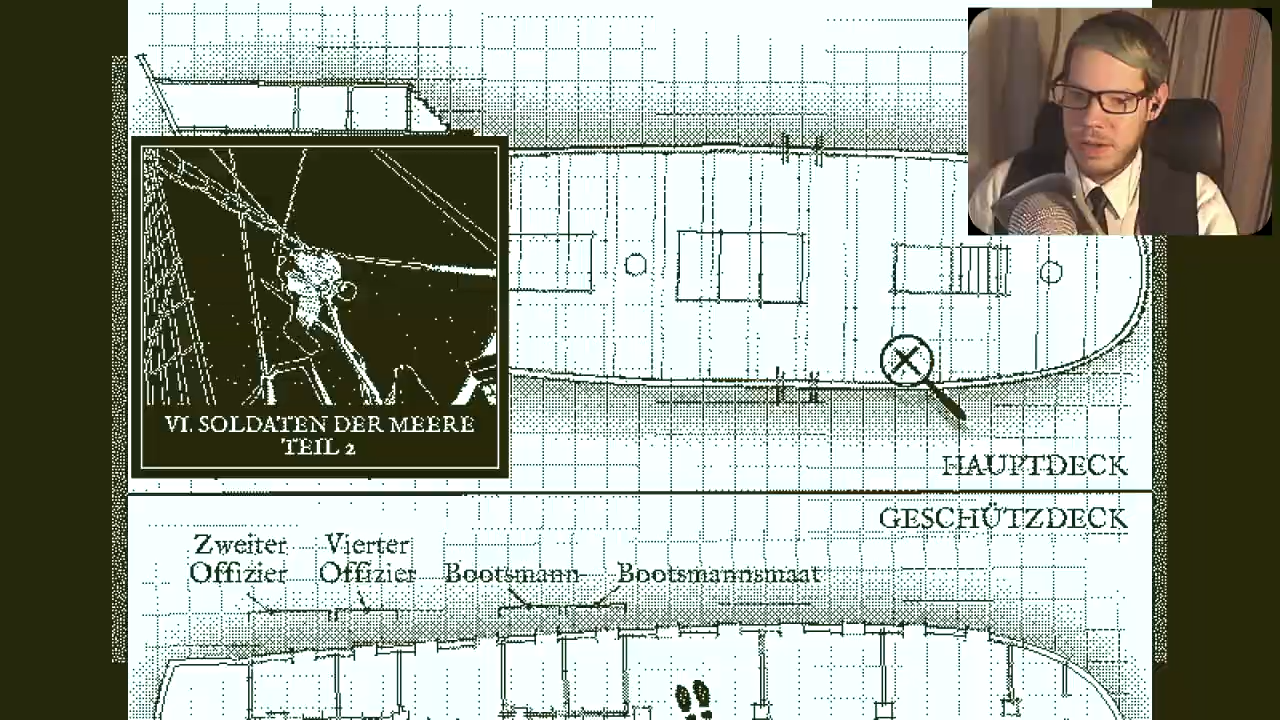 VI. SOLDATEN DER MEERE
TEIL 2
HAUPTDECK
GESCHÜTZDECK
Zweiter
Offizier
Vierter
Offizier
Bootsmann
Bootsmannsmaat